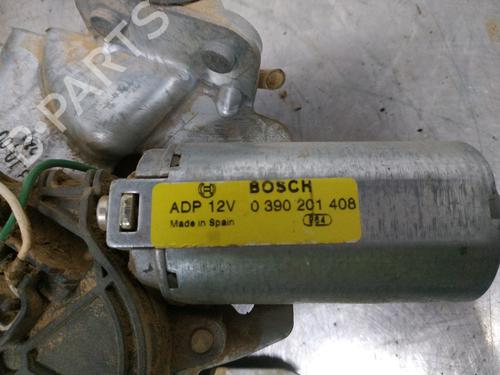 BOSCH
ADP 12V 0 390 201 408
Made in Spain
PARTS